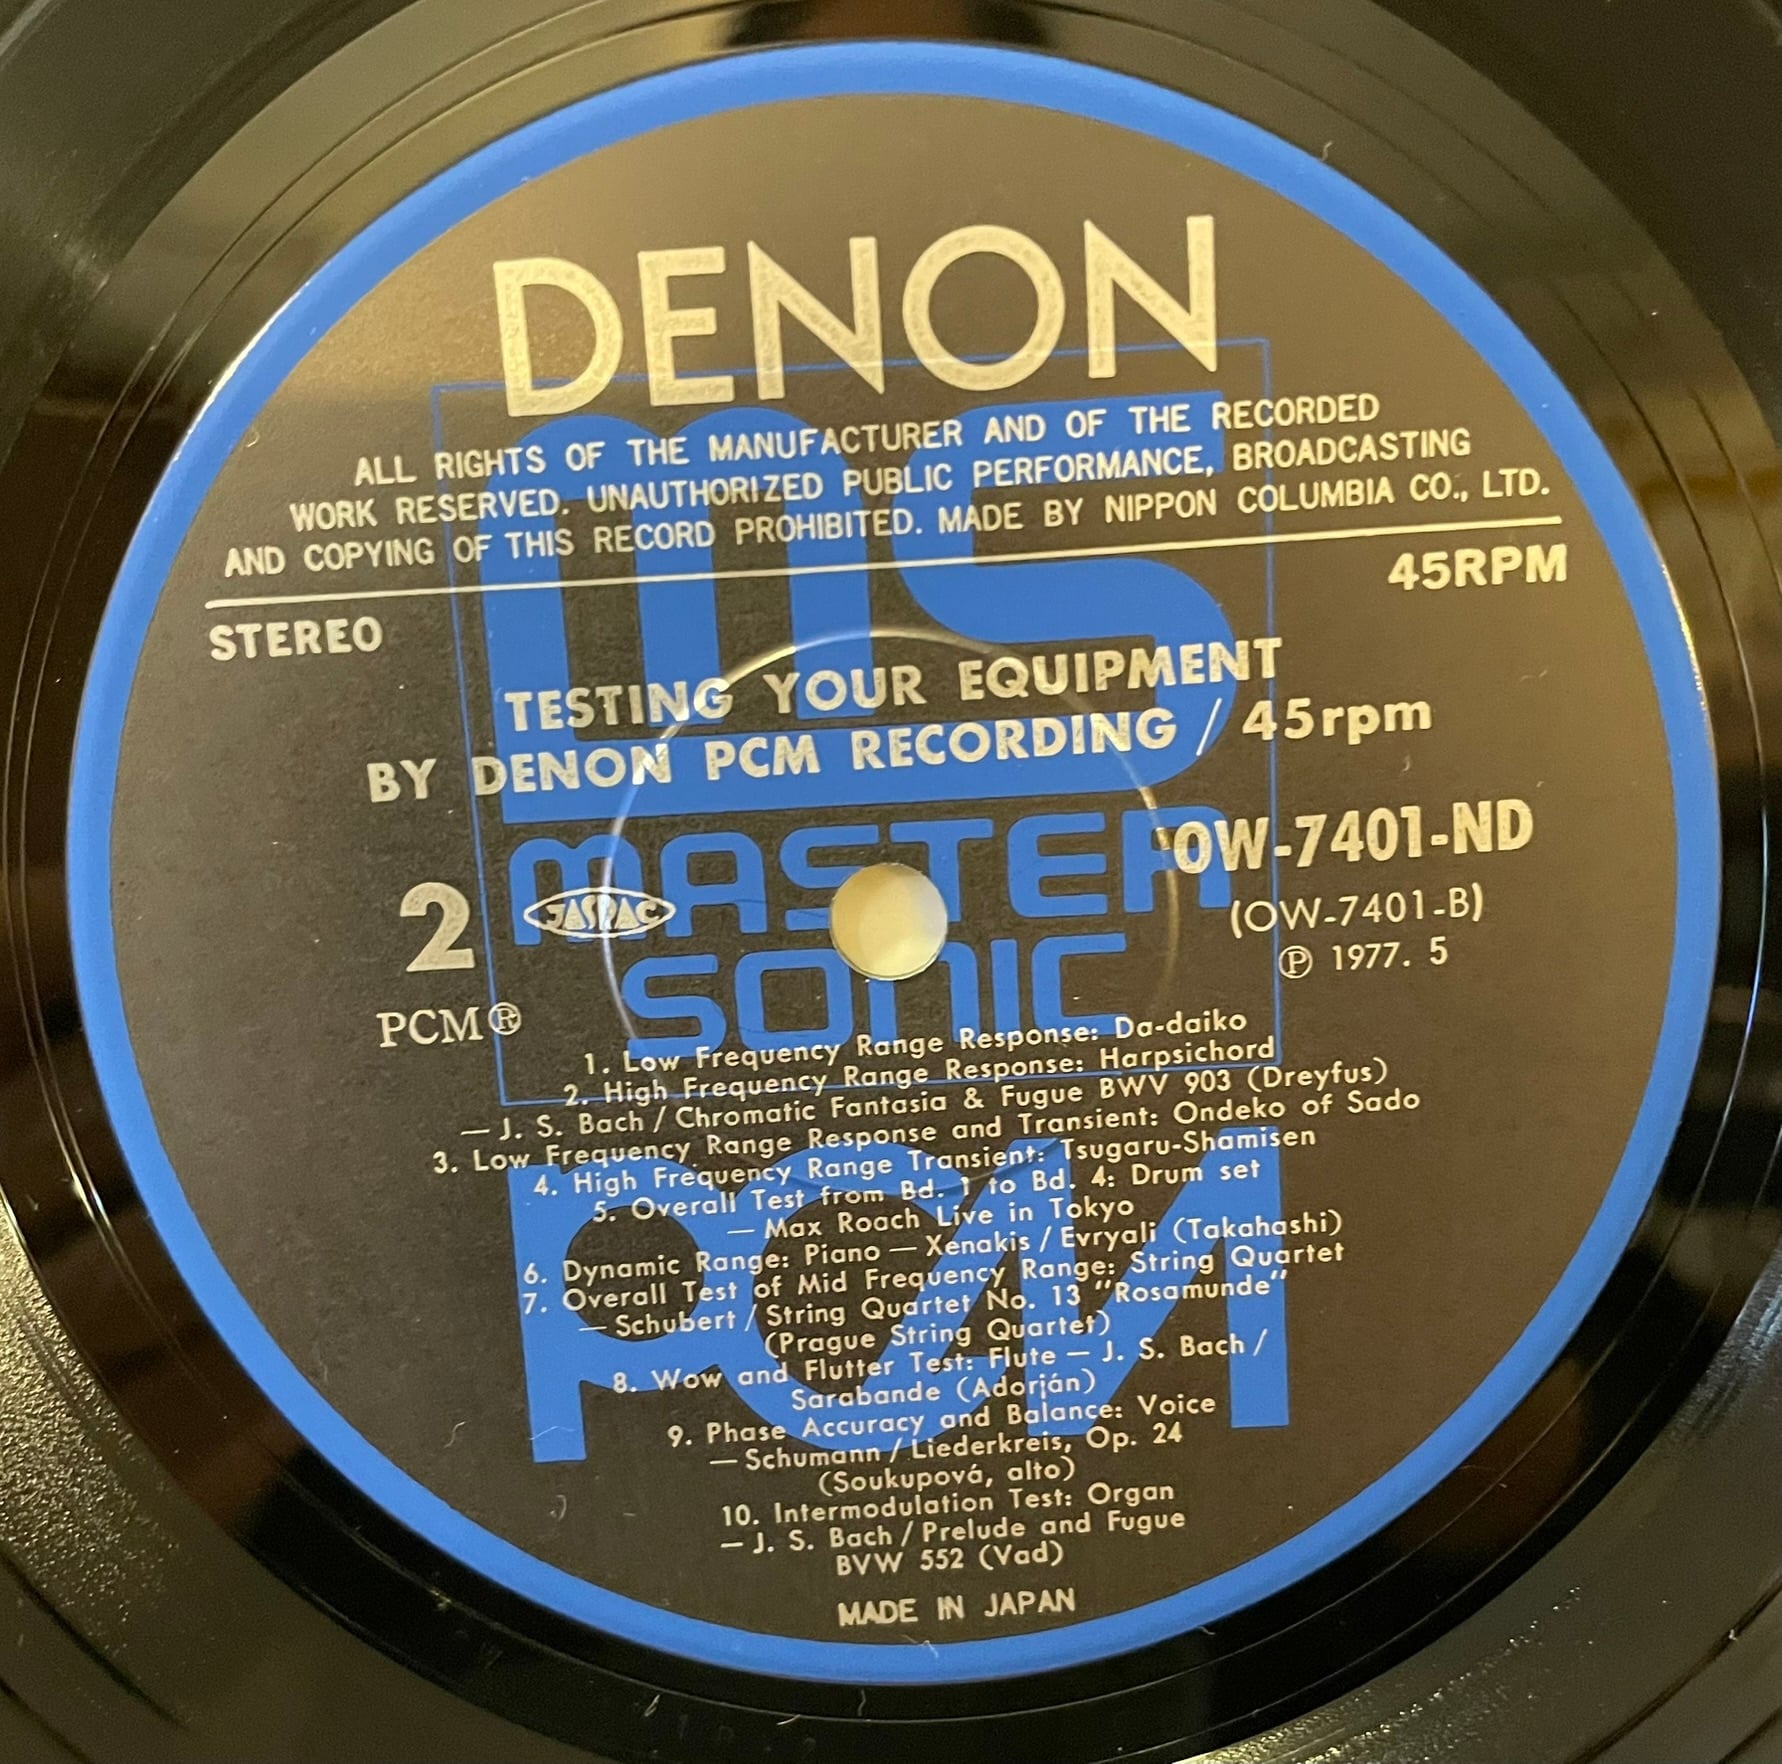 DENON
ALL RIGHTS OF THE MANUFACTURER AND OF THE RECORDED
WORK RESERVED. UNAUTHORIZED PUBLIC PERFORMANCE, BROADCASTING
AND COPYING OF THIS RECORD PROHIBITED. MADE BY NIPPON COLUMBIA CO., LTD.
45RPM
STEREO
TESTING YOUR EQUIPMENT
BY DENON PCM RECORDING / 45rpm
ms
MASTER
SONIC
PCM
OW-7401-ND
2 JASRAC
(OW-7401-B)
℗ 1977. 5
PCM®
1. Low Frequency Range Response: Da-daiko
2. High Frequency Range Response: Harpsichord
— J. S. Bach / Chromatic Fantasia & Fugue BWV 903 (Dreyfus)
3. Low Frequency Range Response and Transient: Ondeko of Sado
4. High Frequency Range Transient: Tsugaru-Shamisen
5. Overall Test from Bd. 1 to Bd. 4: Drum set
— Max Roach Live in Tokyo
6. Dynamic Range: Piano — Xenakis / Evryali (Takahashi)
7. Overall Test of Mid Frequency Range: String Quartet
— Schubert / String Quartet No. 13 "Rosamunde"
(Prague String Quartet)
8. Wow and Flutter Test: Flute — J. S. Bach /
Sarabande (Adorján)
9. Phase Accuracy and Balance: Voice
— Schumann / Liederkreis, Op. 24
(Soukupová, alto)
10. Intermodulation Test: Organ
— J. S. Bach / Prelude and Fugue
BVW 552 (Vad)
MADE IN JAPAN